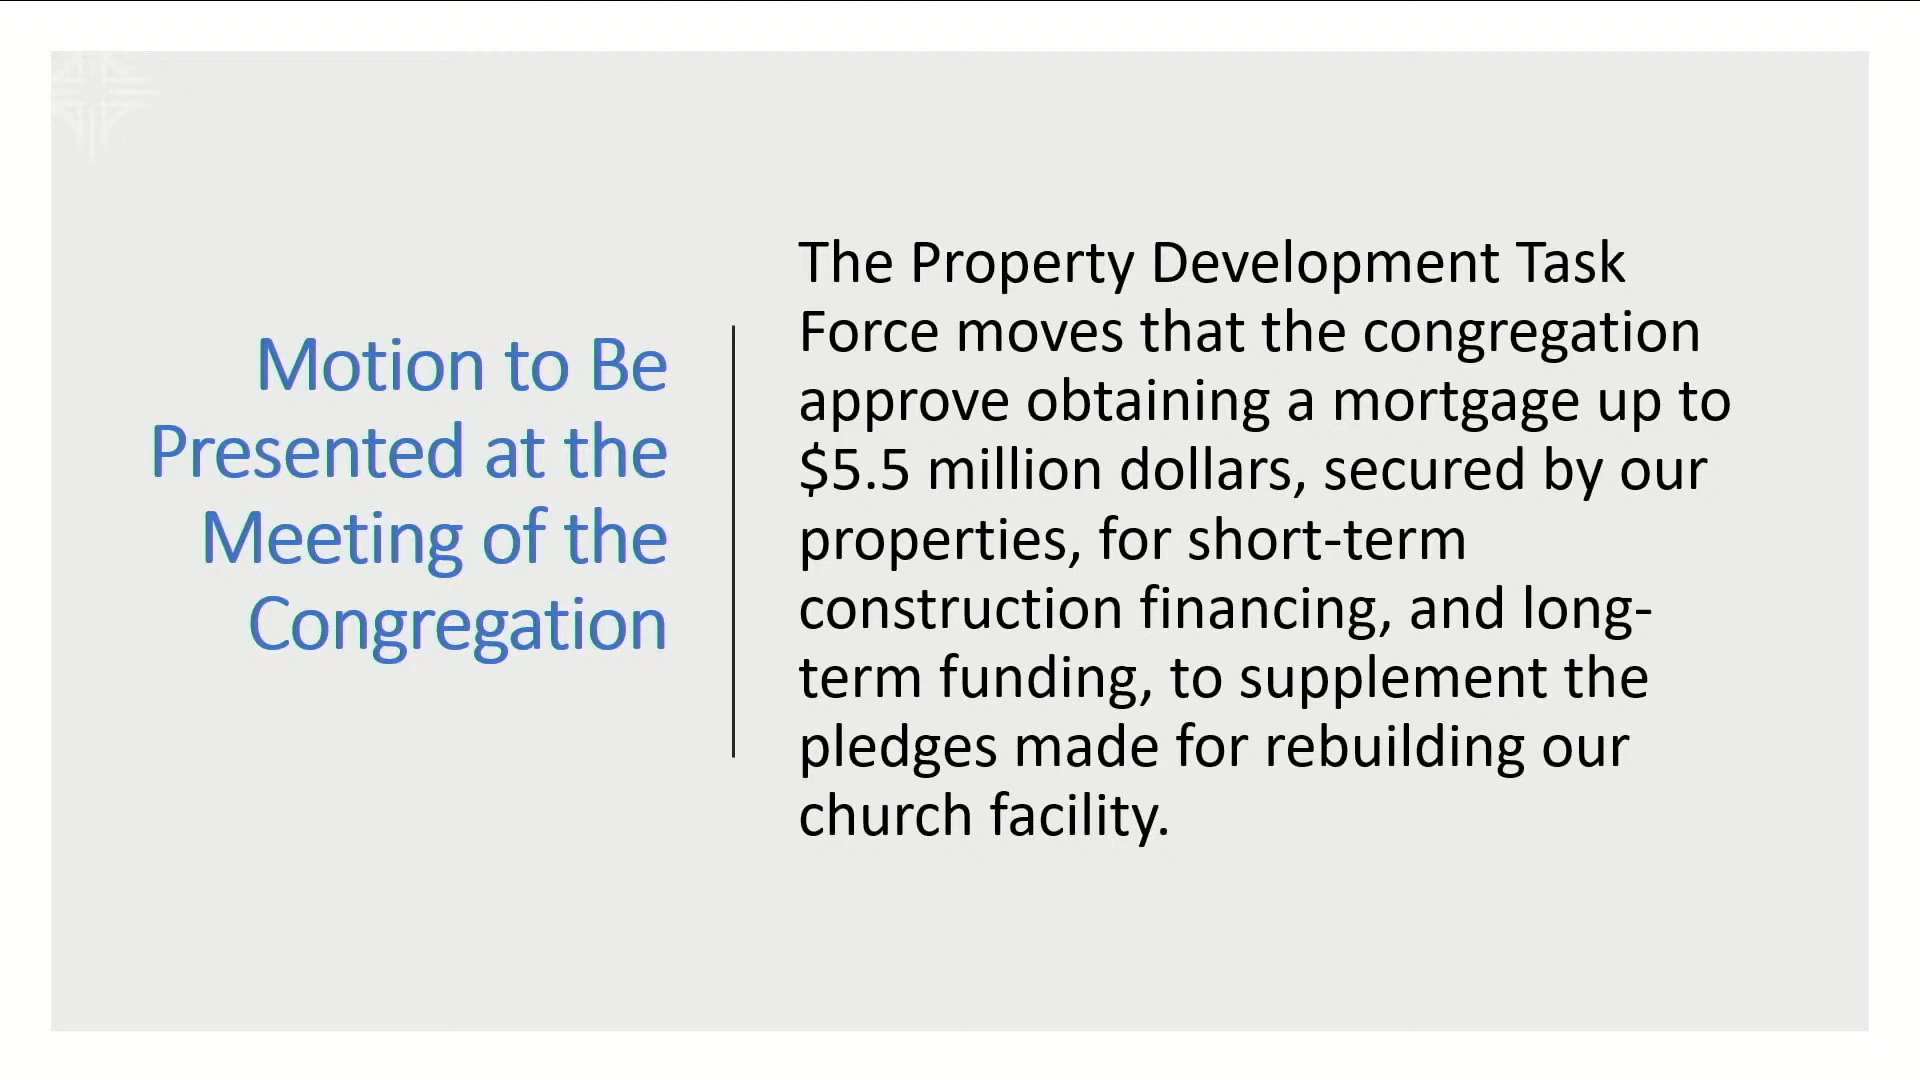 Motion to Be
Presented at the
Meeting of the
Congregation
The Property Development Task
Force moves that the congregation
approve obtaining a mortgage up to
$5.5 million dollars, secured by our
properties, for short-term
construction financing, and long-
term funding, to supplement the
pledges made for rebuilding our
church facility.